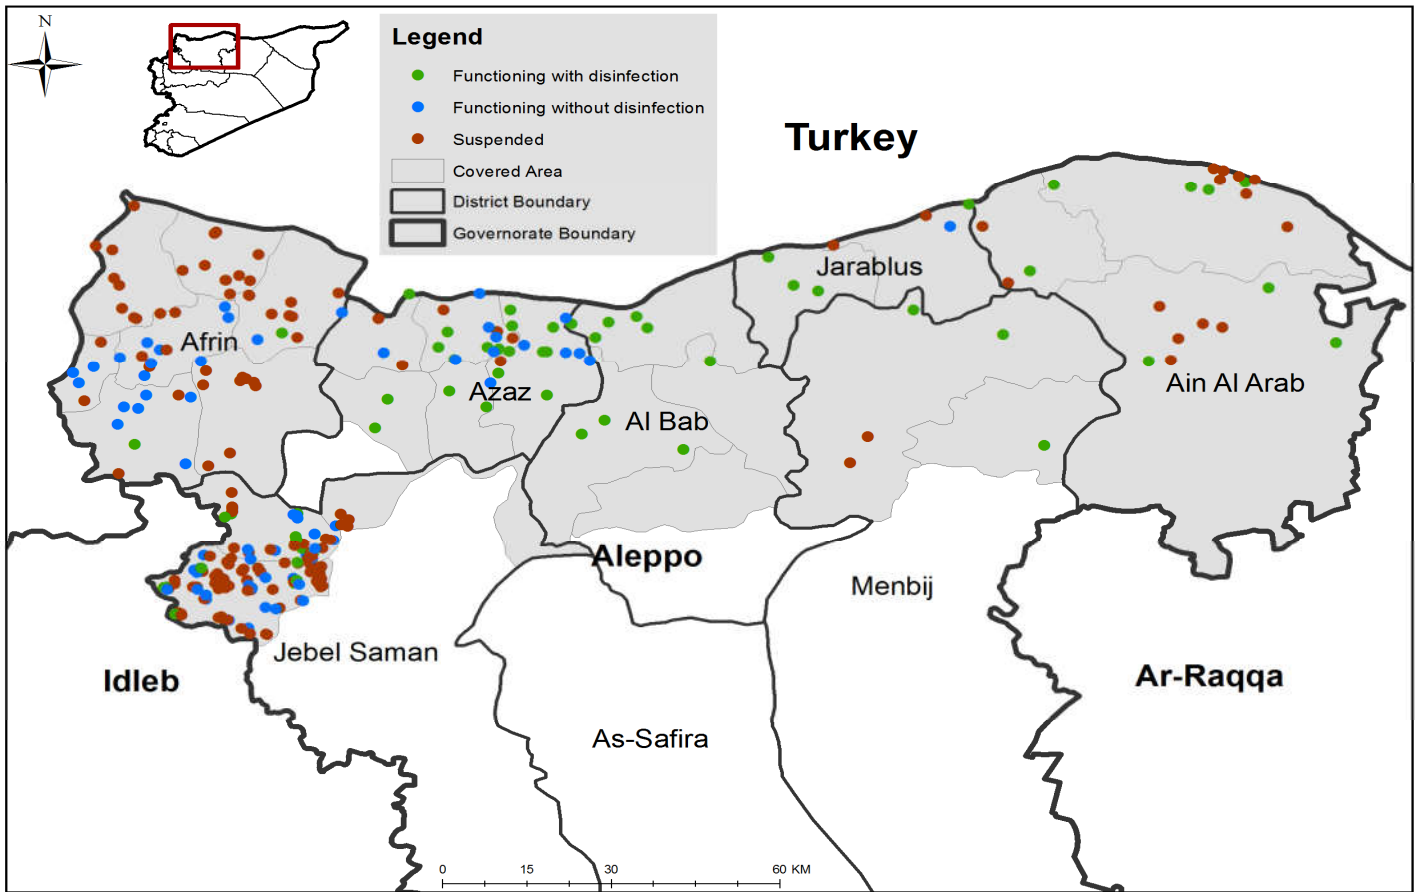 N
Legend
Functioning with disinfection
Functioning without disinfection
Suspended
Covered Area
District Boundary
Governorate Boundary
Turkey
Jarablus
Afrin
Ain Al Arab
Azaz
Al Bab
Aleppo
Menbij
Jebel Saman
Idleb
Ar-Raqqa
As-Safira
0 15 30 60 KM